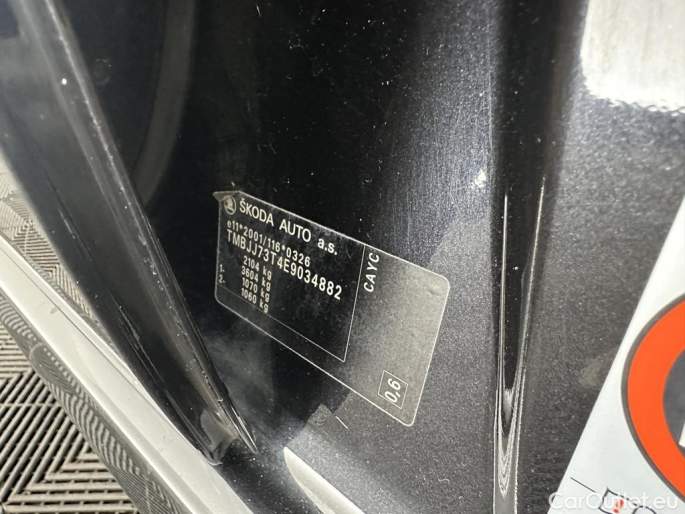 ŠKODA AUTO a.s.
e11*2001/116*0326
TMBJJ73T4E9034882
2104 kg
3604 kg
1- 1070 kg
2- 1060 kg
CAYC
0,6
CarOutlet.eu